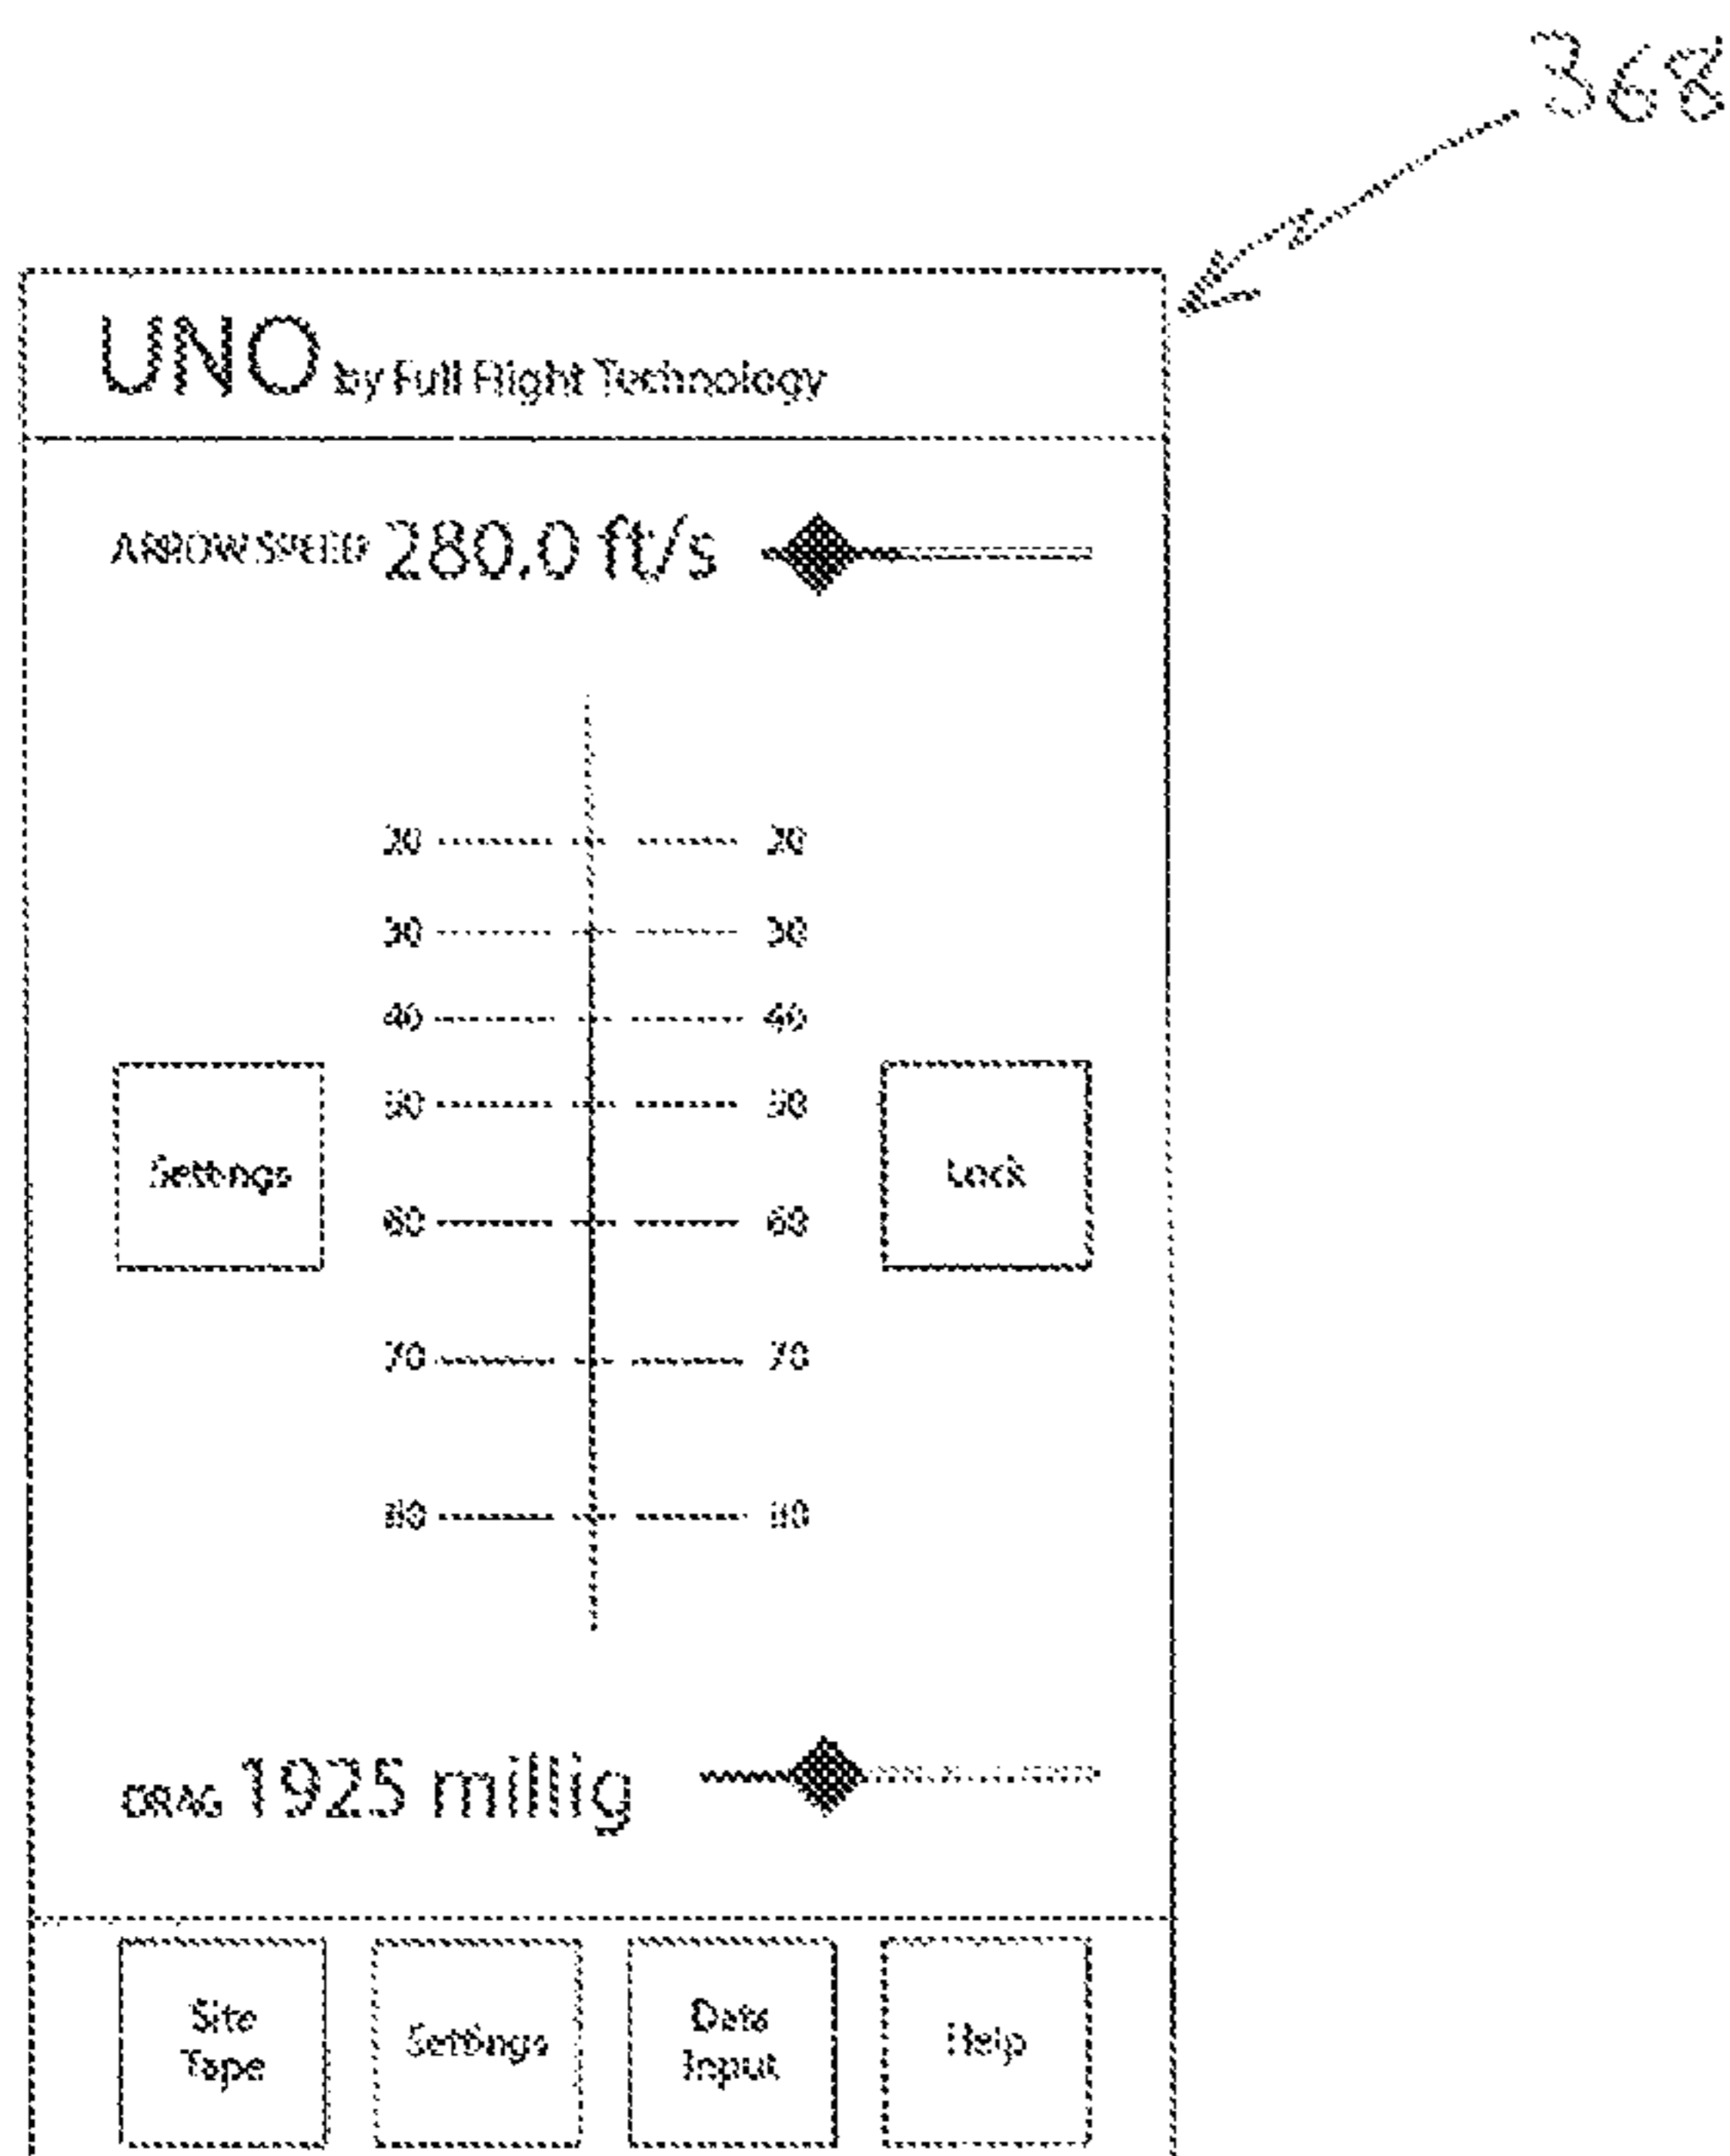 368
UNO by Full Flight Technology
ARROW SPEED 280.0 ft/s
20 20
30 30
40 40
50 50
Settings Lock
60 60
70 70
80 80
DRAG 1925 millig
Site Tape
Settings
Data Input
Help